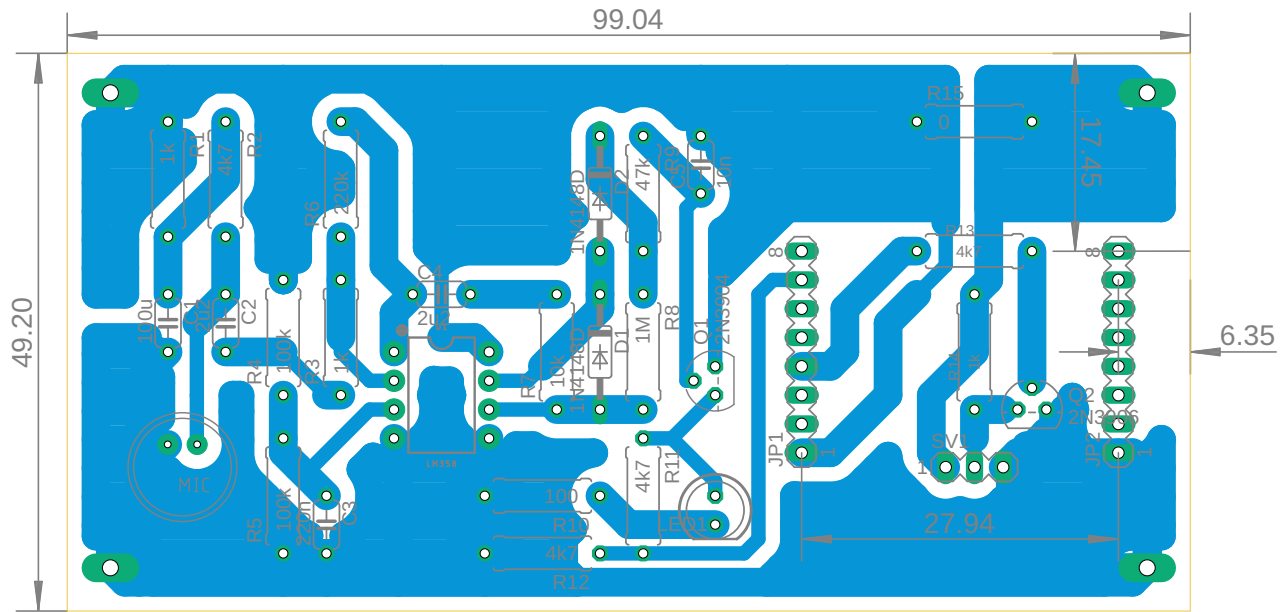 99.04
49.20
17.45
6.35
27.94
R15
0
R1
1k
R2
4k7
R6
220k
1N4148D
D2
47k
R9
C5
10n
R13
4k7
8
8
C4
2u2
100u
C1
2u2
C2
R4
100k
R3
1k
R7
10k
1N4148D
D1
1M
R8
Q1
2N3904
R14
1k
Q2
2N3906
JP1
1
JP2
1
SV1
1
MIC
LM358
R5
100k
220n
C3
100
R10
4k7
R11
LED1
4k7
R12